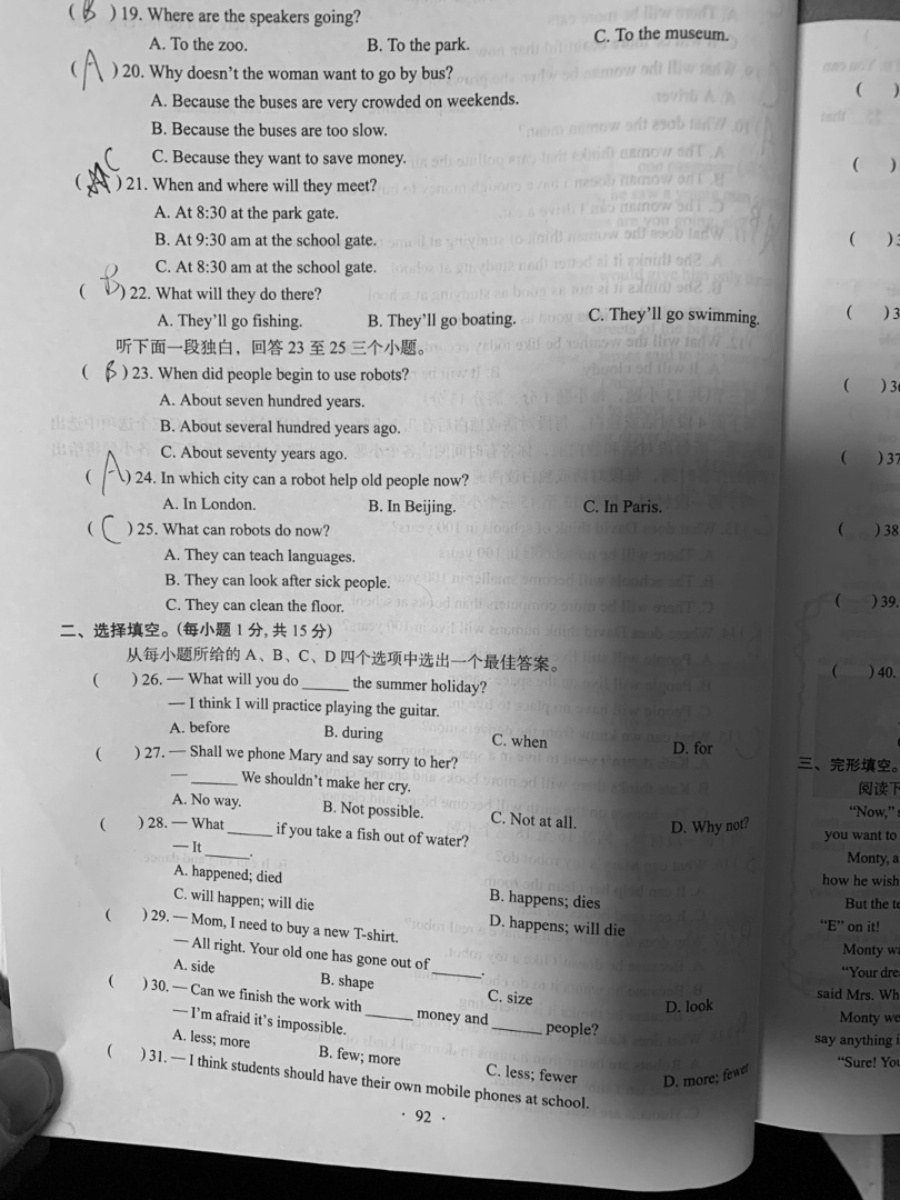 ( B ) 19. Where are the speakers going?
A. To the zoo. B. To the park. C. To the museum.
( A ) 20. Why doesn't the woman want to go by bus?
A. Because the buses are very crowded on weekends.
B. Because the buses are too slow.
C. Because they want to save money.
( C ) 21. When and where will they meet?
A. At 8:30 at the park gate.
B. At 9:30 am at the school gate.
C. At 8:30 am at the school gate.
( B ) 22. What will they do there?
A. They'll go fishing. B. They'll go boating. C. They'll go swimming.
听下面一段独白，回答 23 至 25 三个小题。
( B ) 23. When did people begin to use robots?
A. About seven hundred years.
B. About several hundred years ago.
C. About seventy years ago.
( A ) 24. In which city can a robot help old people now?
A. In London. B. In Beijing. C. In Paris.
( C ) 25. What can robots do now?
A. They can teach languages.
B. They can look after sick people.
C. They can clean the floor.
二、选择填空。(每小题 1 分, 共 15 分)
从每小题所给的 A、B、C、D 四个选项中选出一个最佳答案。
( ) 26. — What will you do ______ the summer holiday?
— I think I will practice playing the guitar.
A. before B. during C. when D. for
( ) 27. — Shall we phone Mary and say sorry to her?
— ______ We shouldn't make her cry.
A. No way. B. Not possible. C. Not at all. D. Why not?
( ) 28. — What ______ if you take a fish out of water?
— It ______.
A. happened; died B. happens; dies
C. will happen; will die D. happens; will die
( ) 29. — Mom, I need to buy a new T-shirt.
— All right. Your old one has gone out of ______.
A. side B. shape C. size D. look
( ) 30. — Can we finish the work with ______ money and ______ people?
— I'm afraid it's impossible.
A. less; more B. few; more C. less; fewer D. more; fewer
( ) 31. — I think students should have their own mobile phones at school.
· 92 ·
( )
( )
( )3
( )3
( )3
( )37
( )38
( )39.
( )40.
三、完形填空。
阅读下
"Now,"
you want to
Monty, a
how he wish
But the te
"E" on it!
Monty wa
"Your dre
said Mrs. Wh
Monty we
say anything i
"Sure! You